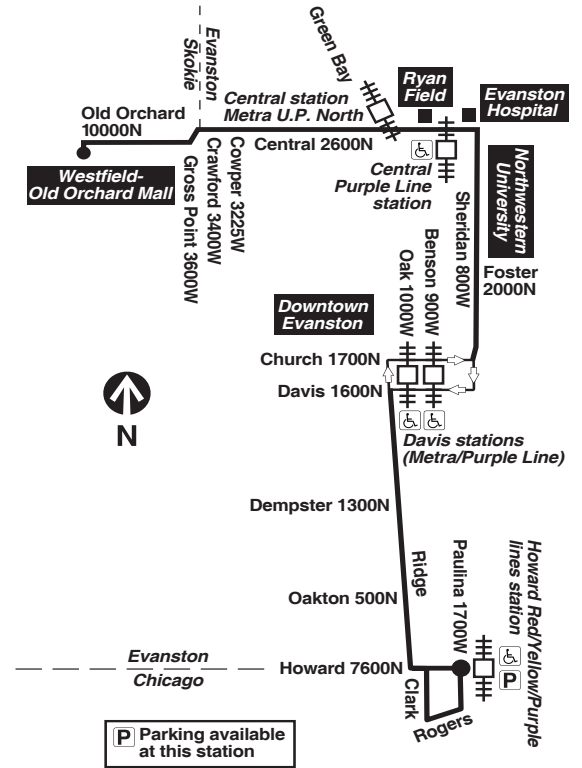 Green Bay
Evanston
Skokie
Ryan
Field
Evanston
Hospital
Old Orchard
10000N
Central station
Metra U.P. North
Central 2600N
Westfield-
Old Orchard Mall
Cowper 3225W
Crawford 3400W
Gross Point 3600W
Central
Purple Line
station
Northwestern
University
Sheridan 800W
Foster
2000N
Benson 900W
Oak 1000W
Downtown
Evanston
Church 1700N
Davis 1600N
N
Davis stations
(Metra/Purple Line)
Dempster 1300N
Ridge
Oakton 500N
Paulina 1700W
Howard Red/Yellow/Purple
lines station
P
Evanston
Chicago
Howard 7600N
Clark
Rogers
P Parking available
at this station